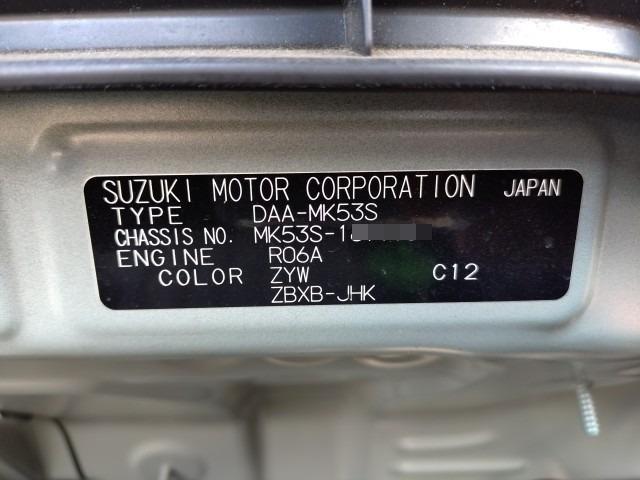 SUZUKI MOTOR CORPORATION JAPAN
TYPE DAA-MK53S
CHASSIS NO. MK53S-1
ENGINE R06A
COLOR ZYW C12
ZBXB-JHK